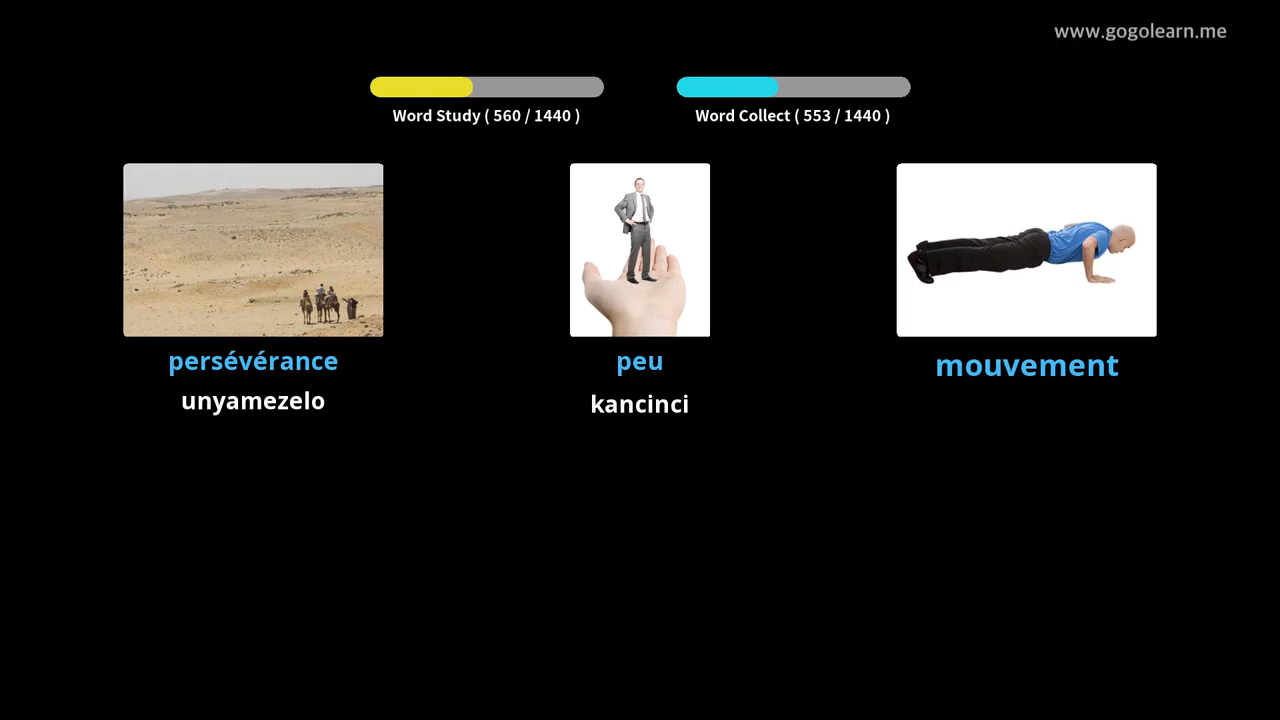 www.gogolearn.me
Word Study ( 560 / 1440 )
Word Collect ( 553 / 1440 )
persévérance
peu
mouvement
unyamezelo
kancinci